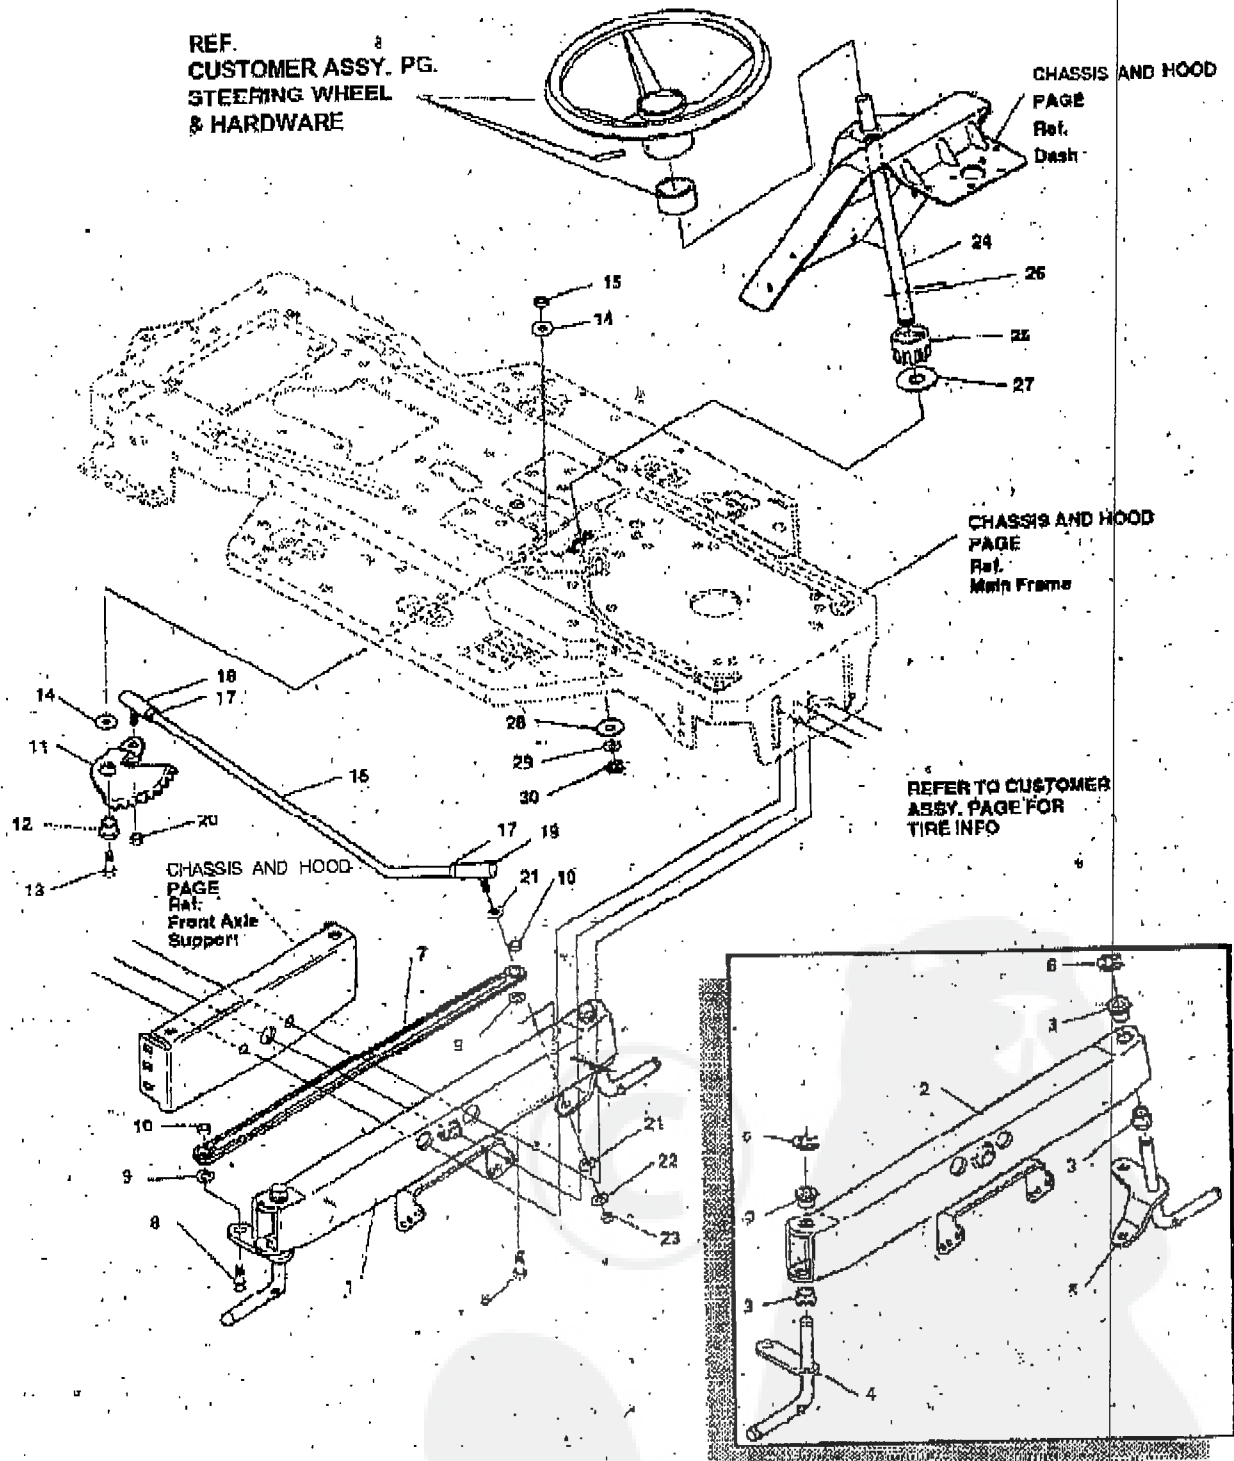 REF.
CUSTOMER ASSY. PG.
STEERING WHEEL
& HARDWARE
CHASSIS AND HOOD
PAGE
Ref.
Dash
24
26
25
27
15
14
CHASSIS AND HOOD
PAGE
Ref.
Main Frame
18
17
14
11
16
12
20
13
28
29
30
REFER TO CUSTOMER
ASSY. PAGE FOR
TIRE INFO
17
19
21
10
CHASSIS AND HOOD
PAGE
Ref.
Front Axle
Support
7
9
10
9
8
1
21
22
23
6
3
2
3
3
4
©